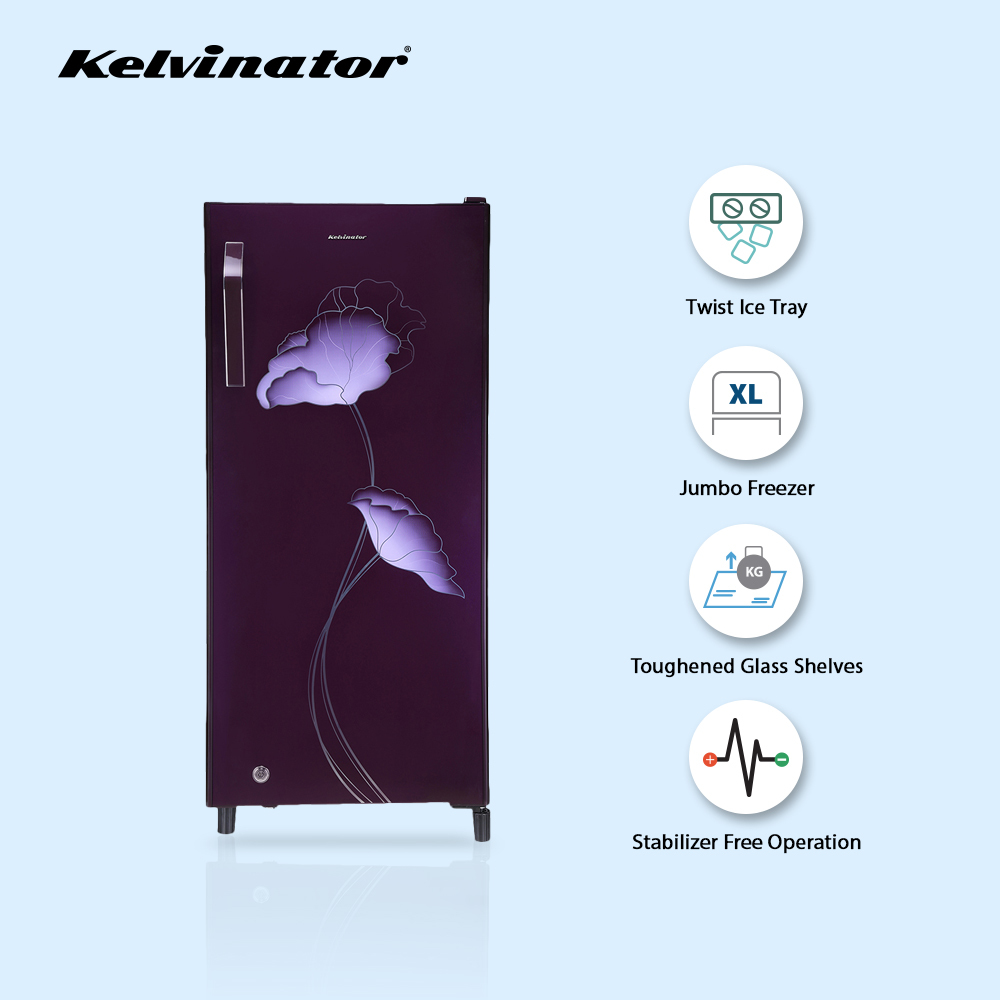 Kelvinator®
Kelvinator
Twist Ice Tray
XL
Jumbo Freezer
KG
Toughened Glass Shelves
+ −
Stabilizer Free Operation